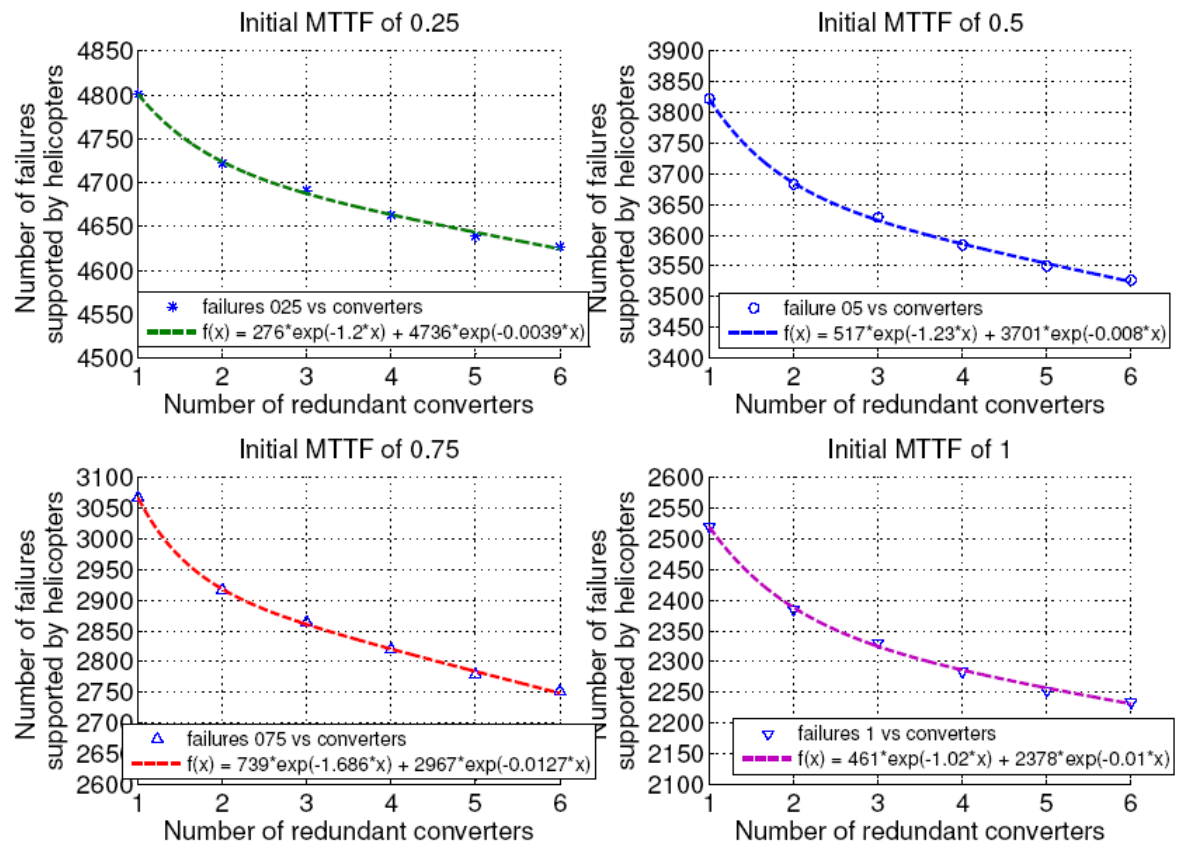 Initial MTTF of 0.25
Number of failures
supported by helicopters
4850
4800
4750
4700
4650
4600
4550
4500
failures 025 vs converters
f(x) = 276*exp(-1.2*x) + 4736*exp(-0.0039*x)
1 2 3 4 5 6
Number of redundant converters
Initial MTTF of 0.5
Number of failures
supported by helicopters
3900
3850
3800
3750
3700
3650
3600
3550
3500
3450
3400
failure 05 vs converters
f(x) = 517*exp(-1.23*x) + 3701*exp(-0.008*x)
1 2 3 4 5 6
Number of redundant converters
Initial MTTF of 0.75
Number of failures
supported by helicopters
3100
3050
3000
2950
2900
2850
2800
2750
2700
2650
2600
failures 075 vs converters
f(x) = 739*exp(-1.686*x) + 2967*exp(-0.0127*x)
1 2 3 4 5 6
Number of redundant converters
Initial MTTF of 1
Number of failures
supported by helicopters
2600
2550
2500
2450
2400
2350
2300
2250
2200
2150
2100
failures 1 vs converters
f(x) = 461*exp(-1.02*x) + 2378*exp(-0.01*x)
1 2 3 4 5 6
Number of redundant converters